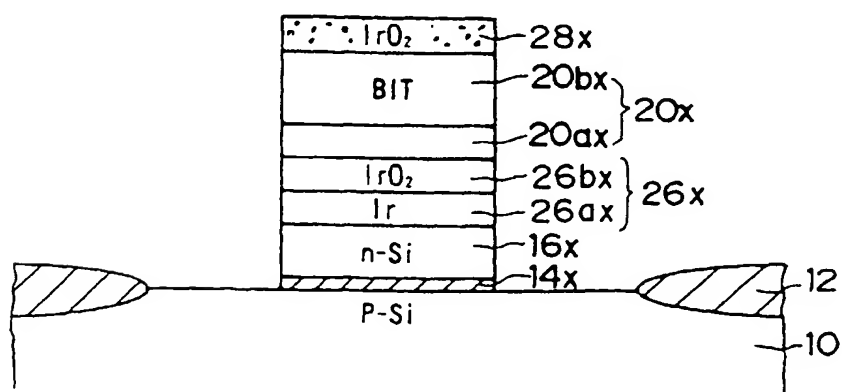 IrO₂ 28x
BIT 20bx
20x
20ax
IrO₂ 26bx
26x
Ir 26ax
n-Si 16x
14x
12
P-Si
10